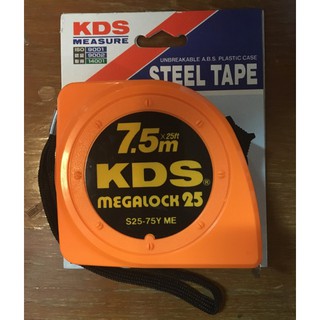 KDS
MEASURE
ISO 9001
9002
14001
UNBREAKABLE A.B.S. PLASTIC CASE
STEEL TAPE
7.5m x25ft
KDS®
MEGALOCK 25
S25-75Y ME